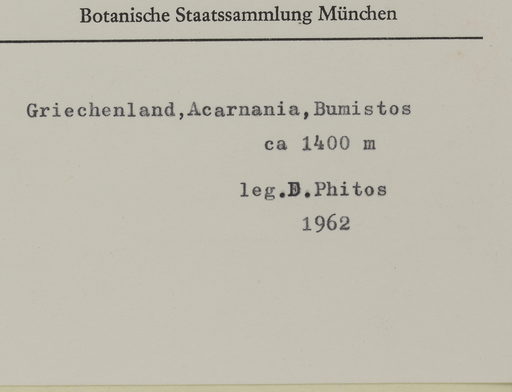 Botanische Staatssammlung München
Griechenland,Acarnania,Bumistos
ca 1400 m
leg.D.Phitos
1962